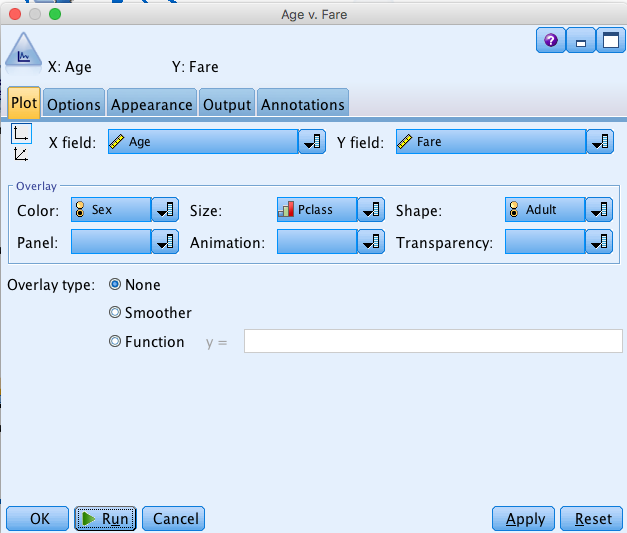 Age v. Fare
X: Age Y: Fare
Plot Options Appearance Output Annotations
X field: Age Y field: Fare
Overlay
Color: Sex Size: Pclass Shape: Adult
Panel: Animation: Transparency:
Overlay type: None
Smoother
Function y =
OK Run Cancel Apply Reset